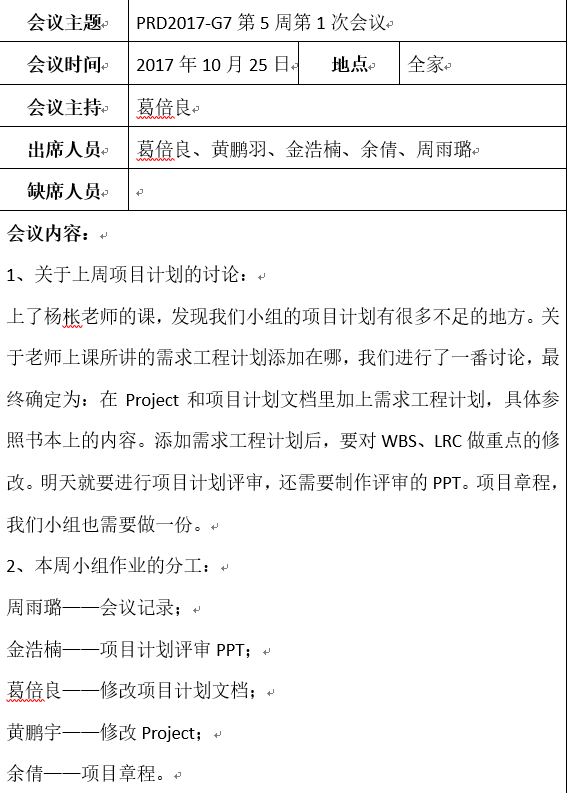 会议主题 PRD2017-G7 第 5 周第 1 次会议
会议时间 2017 年 10 月 25 日 地点 全家
会议主持 葛倍良
出席人员 葛倍良、黄鹏羽、金浩楠、余倩、周雨璐
缺席人员
会议内容：
1、关于上周项目计划的讨论：
上了杨枨老师的课，发现我们小组的项目计划有很多不足的地方。关
于老师上课所讲的需求工程计划添加在哪，我们进行了一番讨论，最
终确定为：在 Project 和项目计划文档里加上需求工程计划，具体参
照书本上的内容。添加需求工程计划后，要对 WBS、LRC 做重点的修
改。明天就要进行项目计划评审，还需要制作评审的 PPT。项目章程，
我们小组也需要做一份。
2、本周小组作业的分工：
周雨璐——会议记录；
金浩楠——项目计划评审 PPT；
葛倍良——修改项目计划文档；
黄鹏宇——修改 Project；
余倩——项目章程。